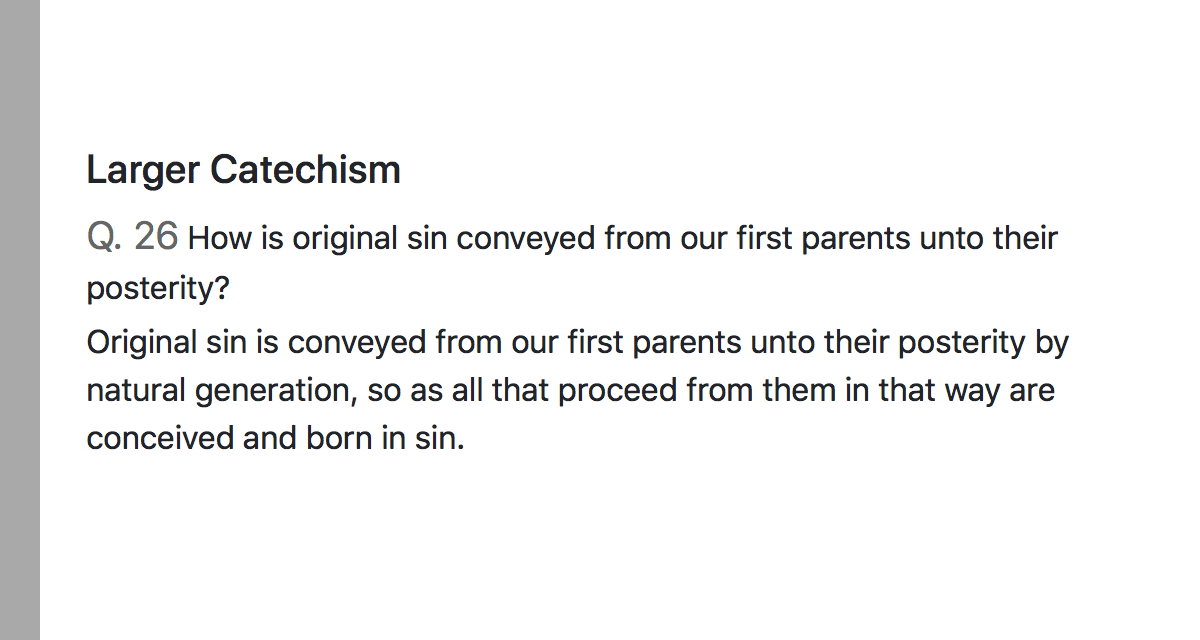 Larger Catechism
Q. 26 How is original sin conveyed from our first parents unto their
posterity?
Original sin is conveyed from our first parents unto their posterity by
natural generation, so as all that proceed from them in that way are
conceived and born in sin.